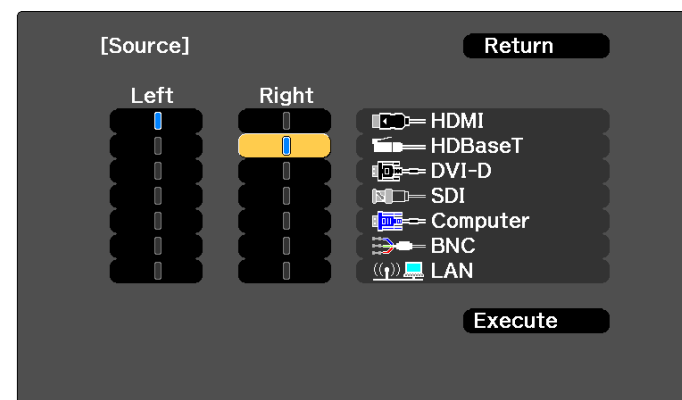 [Source]
Return
Left Right
HDMI
HDBaseT
DVI-D
SDI
Computer
BNC
LAN
Execute